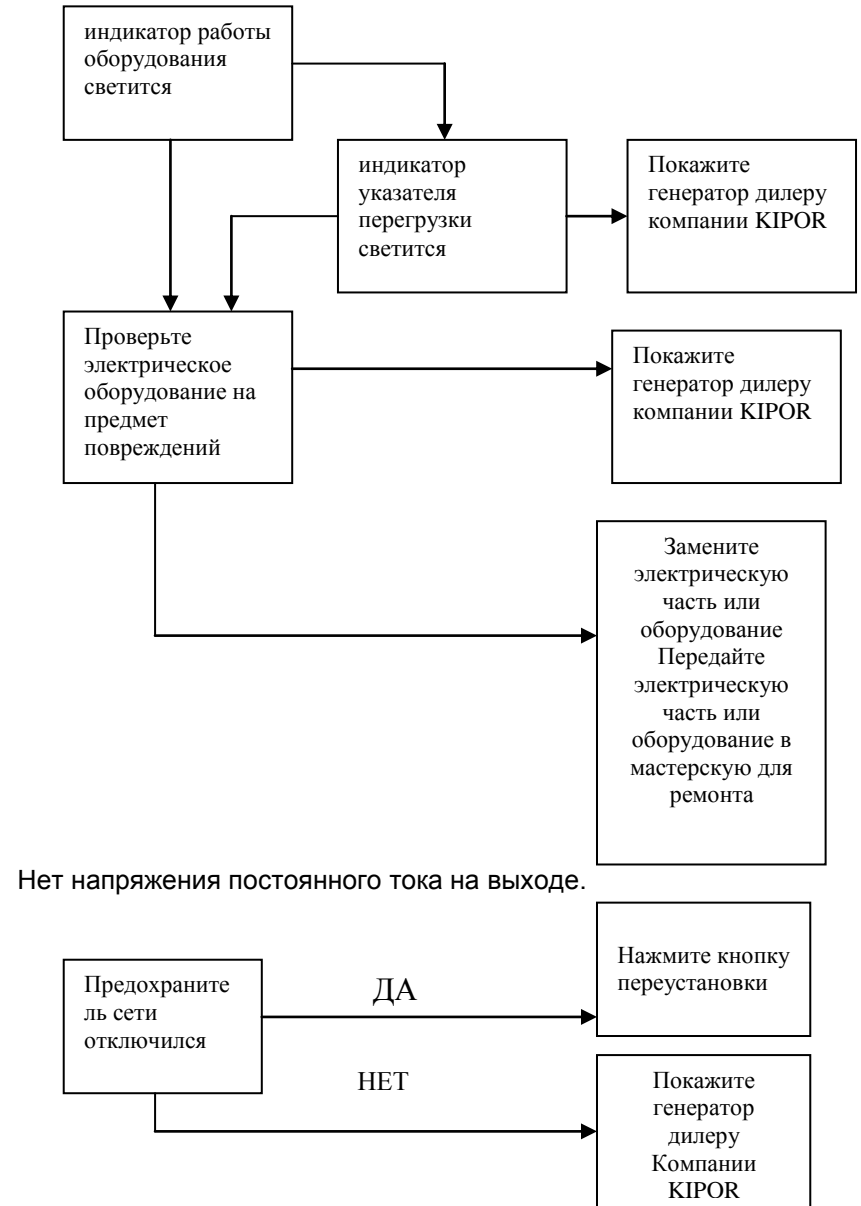 индикатор работы
оборудования
светится
индикатор
указателя
перегрузки
светится
Покажите
генератор дилеру
компании KIPOR
Проверьте
электрическое
оборудование на
предмет
повреждений
Покажите
генератор дилеру
компании KIPOR
Замените
электрическую
часть или
оборудование
Передайте
электрическую
часть или
оборудование в
мастерскую для
ремонта
Нет напряжения постоянного тока на выходе.
Предохраните
ль сети
отключился
ДА
Нажмите кнопку
переустановки
НЕТ
Покажите
генератор
дилеру
Компании
KIPOR